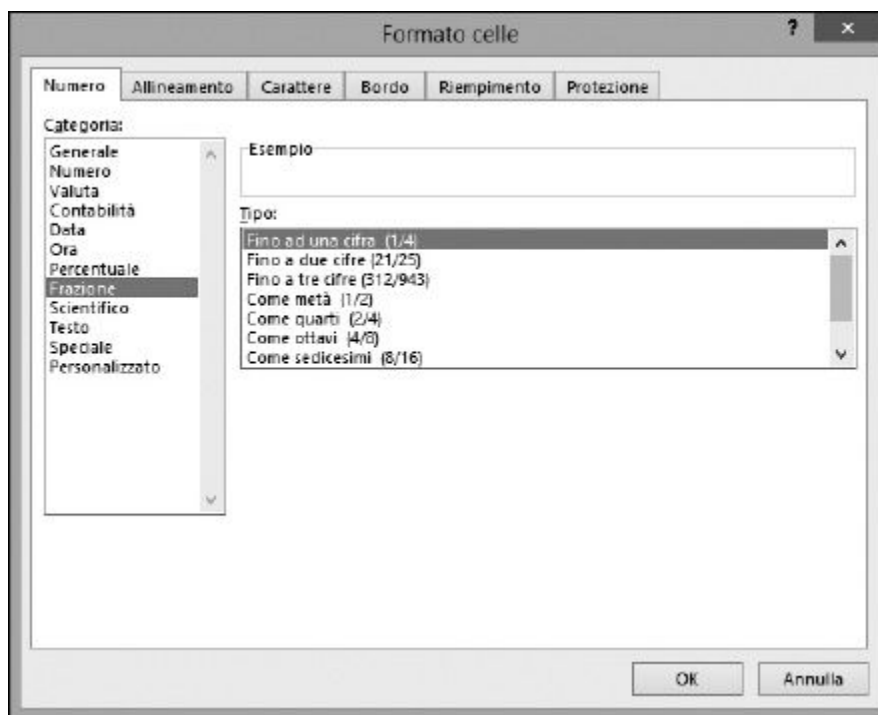 Formato celle
?
×
Numero Allineamento Carattere Bordo Riempimento Protezione
Categoria:
Generale
Numero
Valuta
Contabilità
Data
Ora
Percentuale
Frazione
Scientifico
Testo
Speciale
Personalizzato
Esempio
Tipo:
Fino ad una cifra (1/4)
Fino a due cifre (21/25)
Fino a tre cifre (312/943)
Come metà (1/2)
Come quarti (2/4)
Come ottavi (4/8)
Come sedicesimi (8/16)
OK Annulla